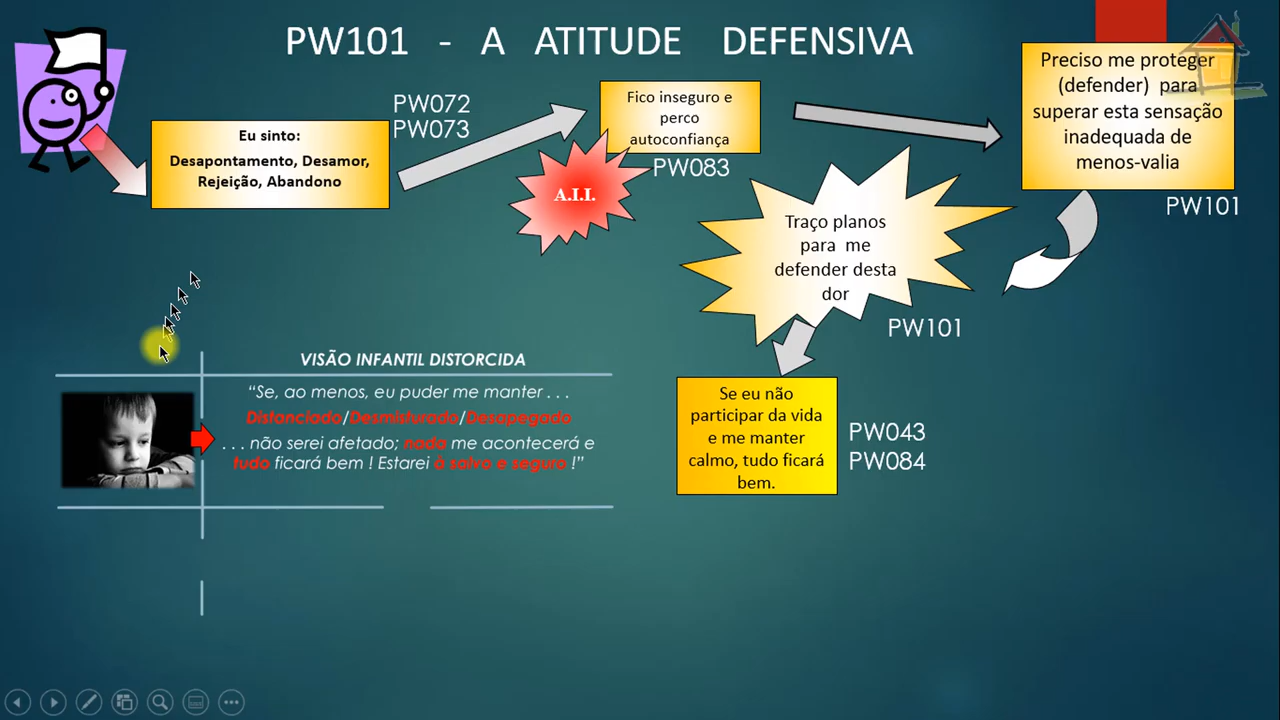 PW101 - A ATITUDE DEFENSIVA
Eu sinto:
Desapontamento, Desamor,
Rejeição, Abandono
PW072
PW073
Fico inseguro e
perco
autoconfiança
A.I.I.
PW083
Preciso me proteger
(defender) para
superar esta sensação
inadequada de
menos-valia
PW101
Traço planos
para me
defender desta
dor
PW101
Se eu não
participar da vida
e me manter
calmo, tudo ficará
bem.
PW043
PW084
VISÃO INFANTIL DISTORCIDA
“Se, ao menos, eu puder me manter . . .
Distanciado/Desmisturado/Desapegado
. . . não serei afetado; nada me acontecerá e
tudo ficará bem ! Estarei à salvo e seguro !”